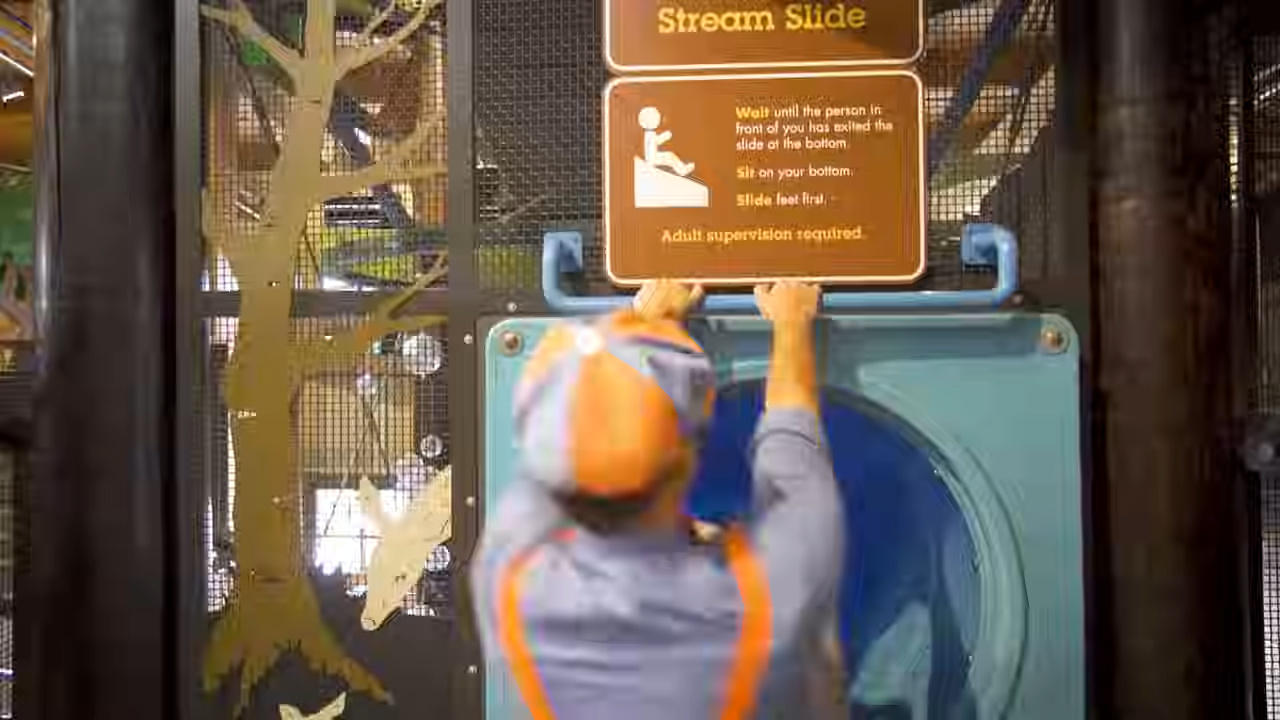 Stream Slide
Wait until the person in
front of you has exited the
slide at the bottom.
Sit on your bottom.
Slide feet first.
Adult supervision required.